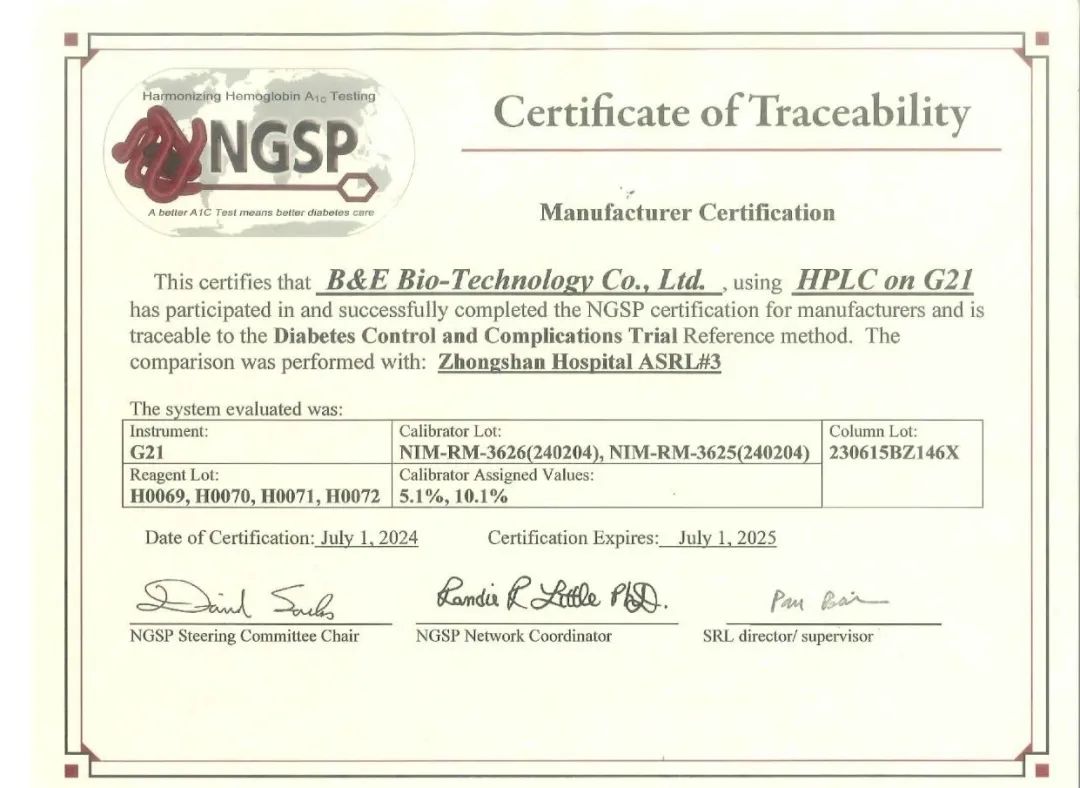 Harmonizing Hemoglobin A1c Testing
NGSP
A better A1C Test means better diabetes care
Certificate of Traceability
Manufacturer Certification
This certifies that B&E Bio-Technology Co., Ltd. , using HPLC on G21
has participated in and successfully completed the NGSP certification for manufacturers and is
traceable to the Diabetes Control and Complications Trial Reference method. The
comparison was performed with: Zhongshan Hospital ASRL#3
The system evaluated was:
Instrument:
G21
Calibrator Lot:
NIM-RM-3626(240204), NIM-RM-3625(240204)
Column Lot:
230615BZ146X
Reagent Lot:
H0069, H0070, H0071, H0072
Calibrator Assigned Values:
5.1%, 10.1%
Date of Certification: July 1, 2024
Certification Expires: July 1, 2025
David Sacks
Randie R Little PhD.
NGSP Steering Committee Chair
NGSP Network Coordinator
SRL director/ supervisor